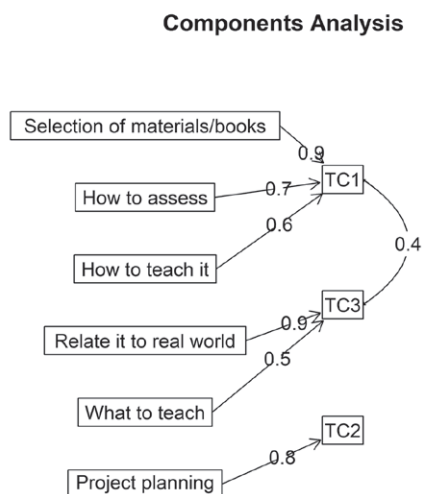 Components Analysis
Selection of materials/books
0.9
TC1
How to assess
0.7
0.6
How to teach it
0.4
TC3
Relate it to real world
0.9
0.5
What to teach
TC2
0.8
Project planning